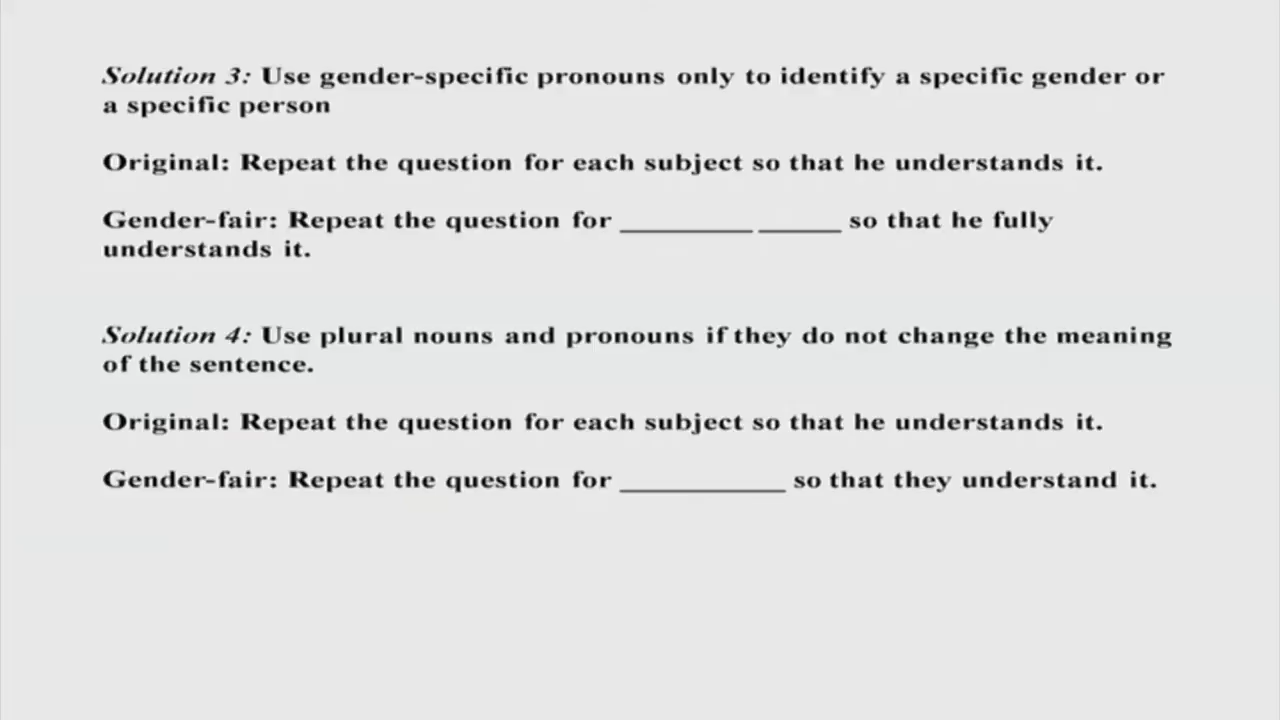 Solution 3: Use gender-specific pronouns only to identify a specific gender or
a specific person
Original: Repeat the question for each subject so that he understands it.
Gender-fair: Repeat the question for ___________ _______ so that he fully
understands it.
Solution 4: Use plural nouns and pronouns if they do not change the meaning
of the sentence.
Original: Repeat the question for each subject so that he understands it.
Gender-fair: Repeat the question for ______________ so that they understand it.